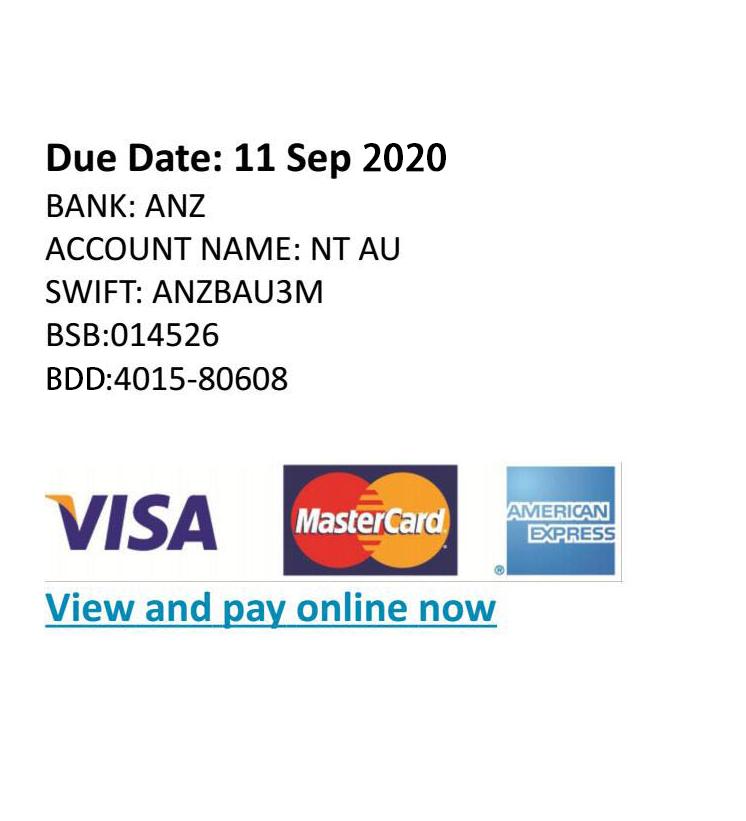 Due Date: 11 Sep 2020
BANK: ANZ
ACCOUNT NAME: NT AU
SWIFT: ANZBAU3M
BSB:014526
BDD:4015-80608
VISA
MasterCard
AMERICAN
EXPRESS
®
View and pay online now